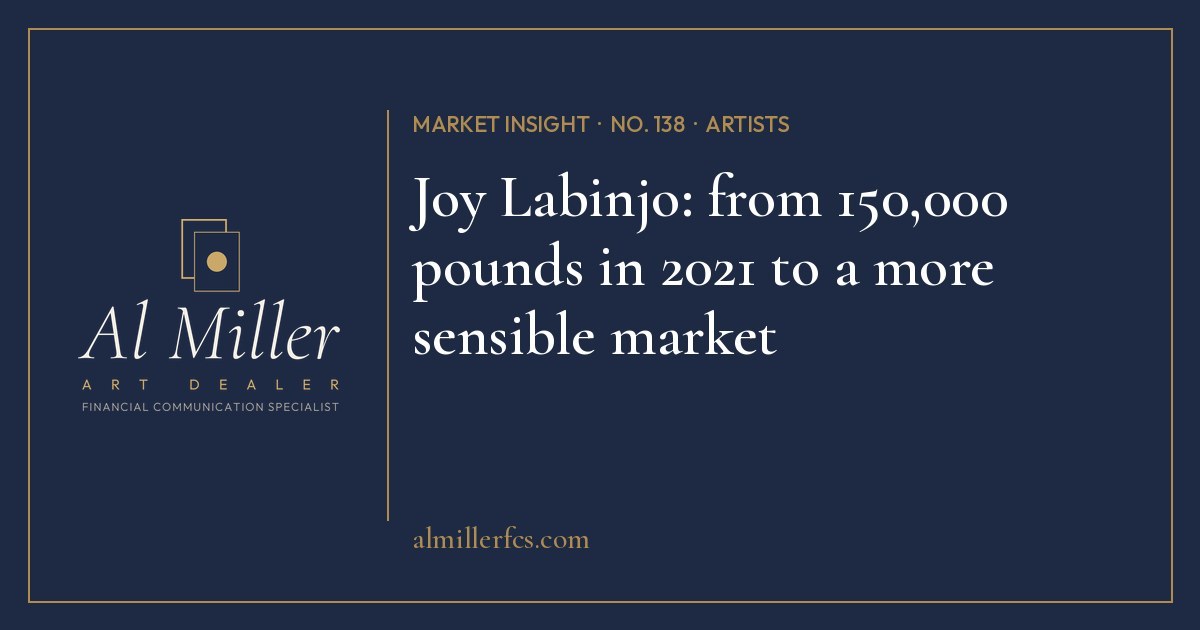 Al Miller
ART DEALER
FINANCIAL COMMUNICATION SPECIALIST
MARKET INSIGHT · NO. 138 · ARTISTS
Joy Labinjo: from 150,000
pounds in 2021 to a more
sensible market
almillerfcs.com